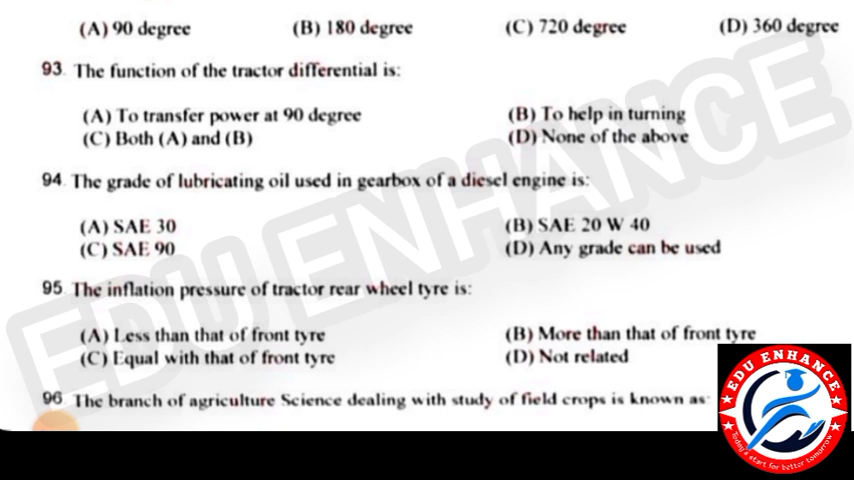 (A) 90 degree (B) 180 degree (C) 720 degree (D) 360 degree
93. The function of the tractor differential is:
(A) To transfer power at 90 degree (B) To help in turning
(C) Both (A) and (B) (D) None of the above
94. The grade of lubricating oil used in gearbox of a diesel engine is:
(A) SAE 30 (B) SAE 20 W 40
(C) SAE 90 (D) Any grade can be used
95. The inflation pressure of tractor rear wheel tyre is:
(A) Less than that of front tyre (B) More than that of front tyre
(C) Equal with that of front tyre (D) Not related
96. The branch of agriculture Science dealing with study of field crops is known as:
EDU ENHANCE
EDU ENHANCE
Today's start for better tomorrow